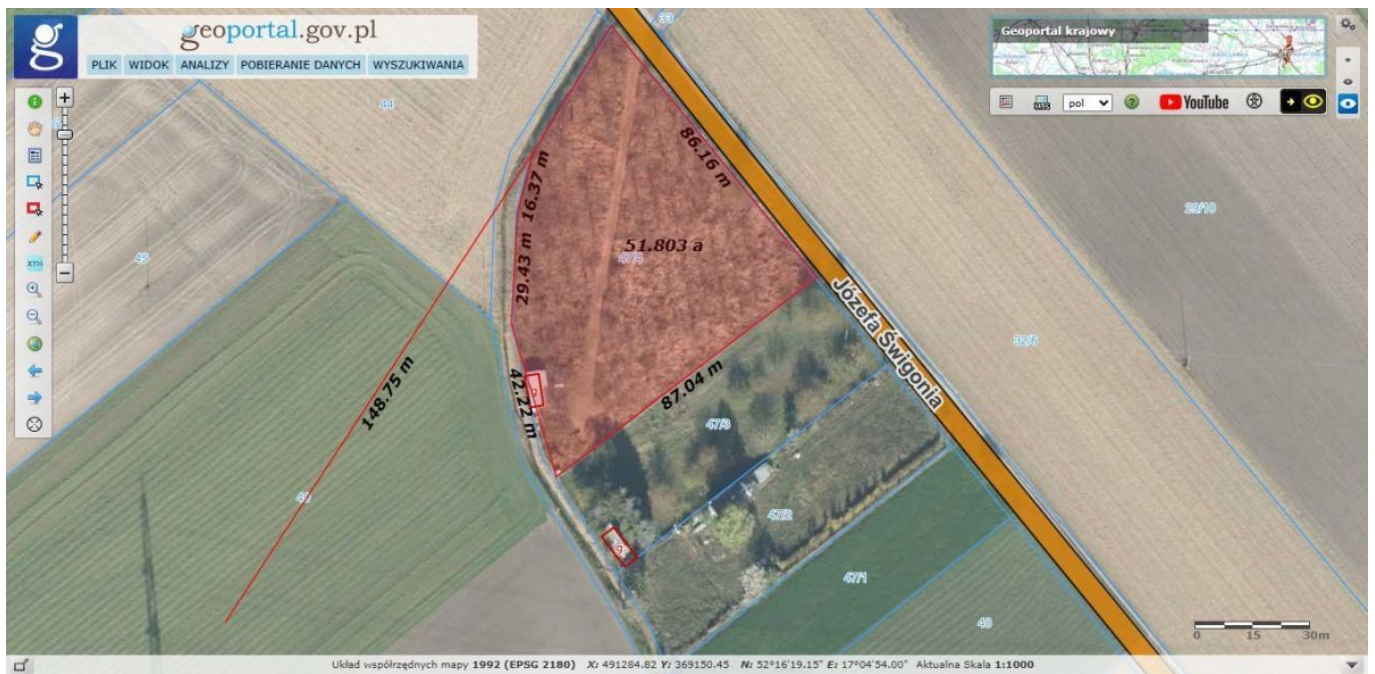 geoportal.gov.pl
PLIK WIDOK ANALIZY POBIERANIE DANYCH WYSZUKIWANIA
Geoportal krajowy
pol
YouTube
XYH
33
44
86.16 m
16.37 m
29.43 m
51.803 a
29/10
45
Józefa Świgonia
32/6
148.75 m
42.22 m
87.04 m
47/3
g
47/2
g
47/1
48
0 15 30m
Układ współrzędnych mapy 1992 (EPSG 2180) X: 491284.82 Y: 369150.45 N: 52°16'19.15" E: 17°04'54.00" Aktualna Skala 1:1000